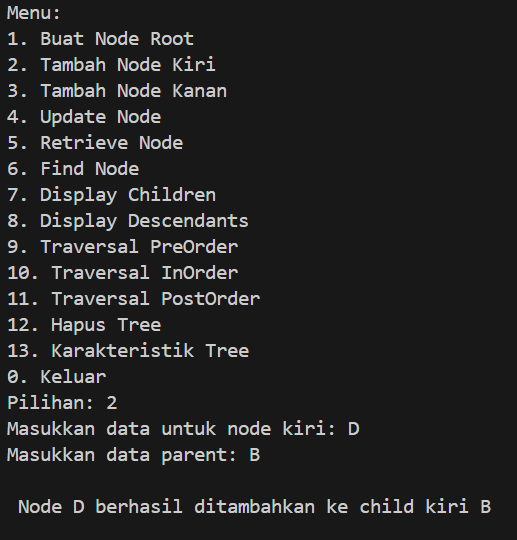 Menu:
1. Buat Node Root
2. Tambah Node Kiri
3. Tambah Node Kanan
4. Update Node
5. Retrieve Node
6. Find Node
7. Display Children
8. Display Descendants
9. Traversal PreOrder
10. Traversal InOrder
11. Traversal PostOrder
12. Hapus Tree
13. Karakteristik Tree
0. Keluar
Pilihan: 2
Masukkan data untuk node kiri: D
Masukkan data parent: B
Node D berhasil ditambahkan ke child kiri B